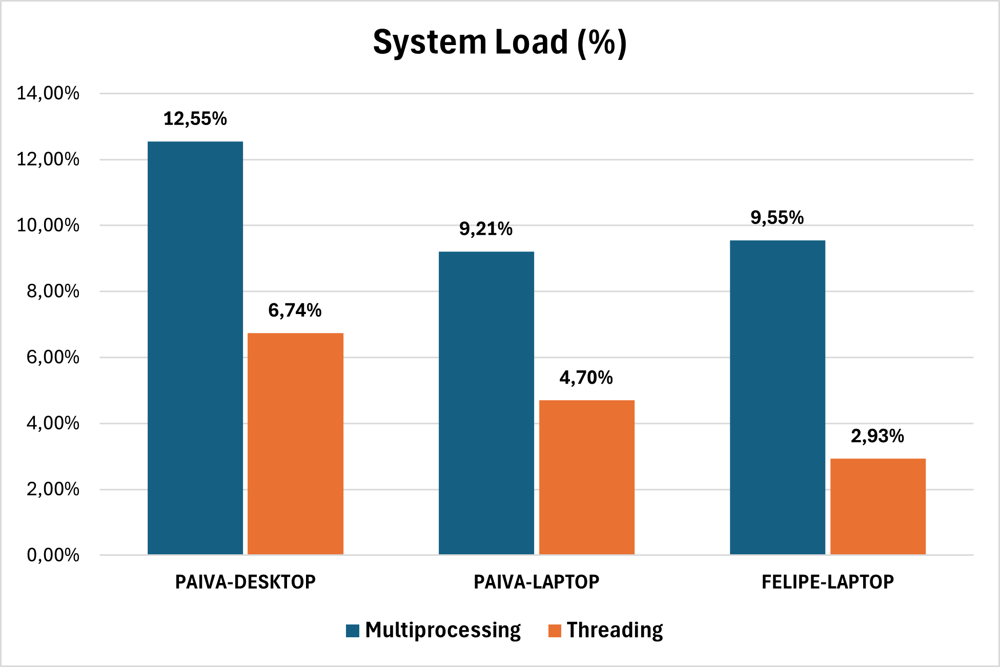 System Load (%)
14,00%
12,00%
10,00%
8,00%
6,00%
4,00%
2,00%
0,00%
12,55%
6,74%
9,21%
4,70%
9,55%
2,93%
PAIVA-DESKTOP
PAIVA-LAPTOP
FELIPE-LAPTOP
Multiprocessing
Threading